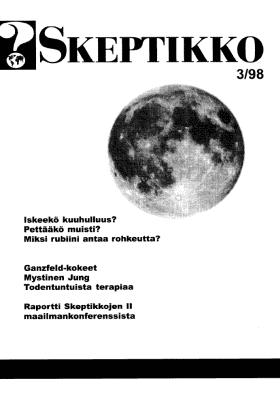 ? SKEPTIKKO
3/98
Iskeekö kuuhulluus?
Pettääkö muisti?
Miksi rubiini antaa rohkeutta?
Ganzfeld-kokeet
Mystinen Jung
Todentuntuista terapiaa
Raportti Skeptikkojen II
maailmankonferenssista